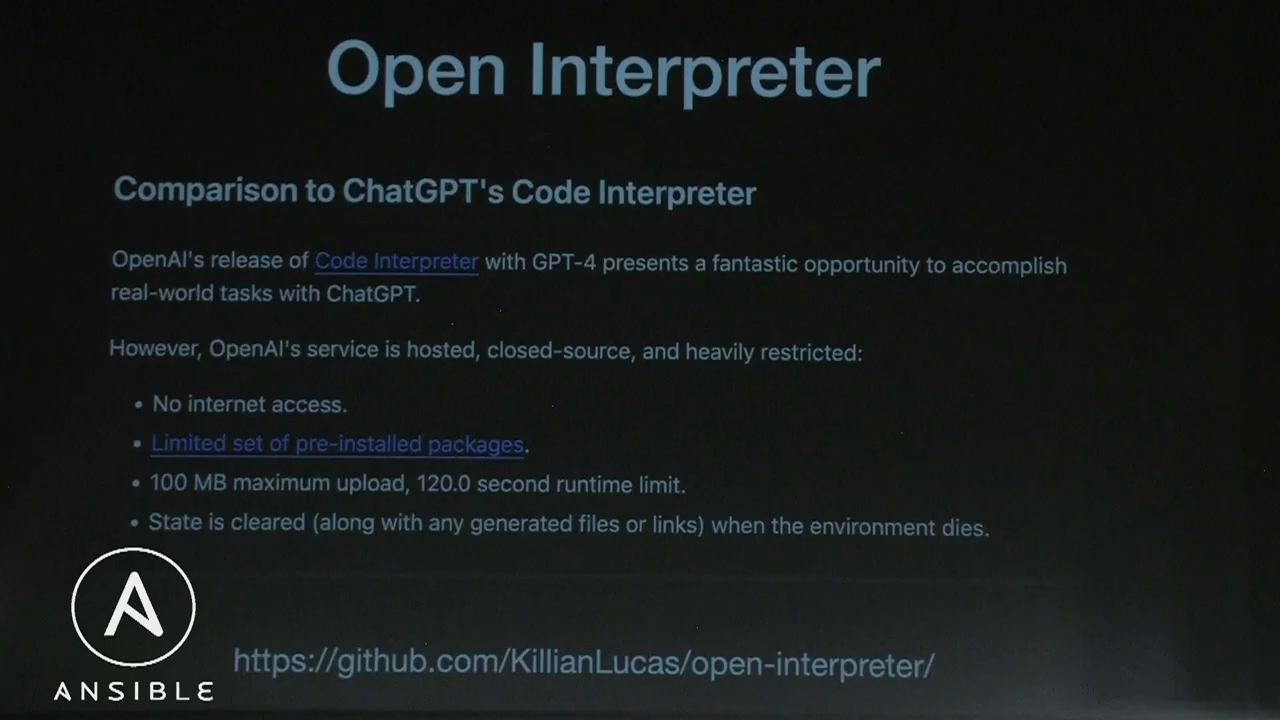 Open Interpreter
Comparison to ChatGPT's Code Interpreter
OpenAI's release of Code Interpreter with GPT-4 presents a fantastic opportunity to accomplish
real-world tasks with ChatGPT.
However, OpenAI's service is hosted, closed-source, and heavily restricted:
• No internet access.
• Limited set of pre-installed packages.
• 100 MB maximum upload, 120.0 second runtime limit.
• State is cleared (along with any generated files or links) when the environment dies.
https://github.com/KillianLucas/open-interpreter/
ANSIBLE